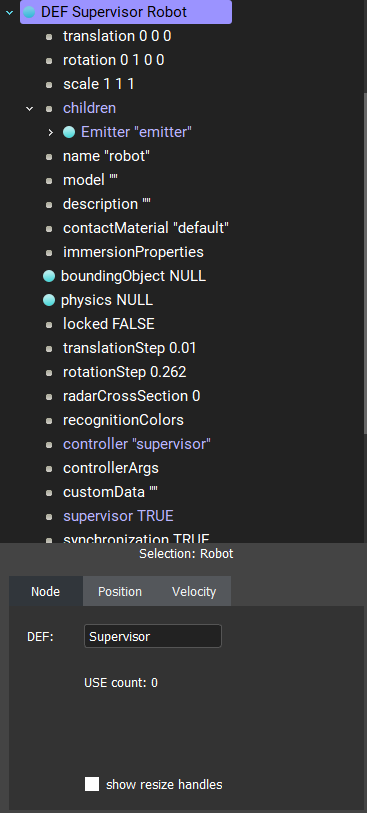 DEF Supervisor Robot
translation 0 0 0
rotation 0 1 0 0
scale 1 1 1
children
Emitter "emitter"
name "robot"
model ""
description ""
contactMaterial "default"
immersionProperties
boundingObject NULL
physics NULL
locked FALSE
translationStep 0.01
rotationStep 0.262
radarCrossSection 0
recognitionColors
controller "supervisor"
controllerArgs
customData ""
supervisor TRUE
synchronization TRUE
Selection: Robot
Node Position Velocity
DEF: Supervisor
USE count: 0
show resize handles